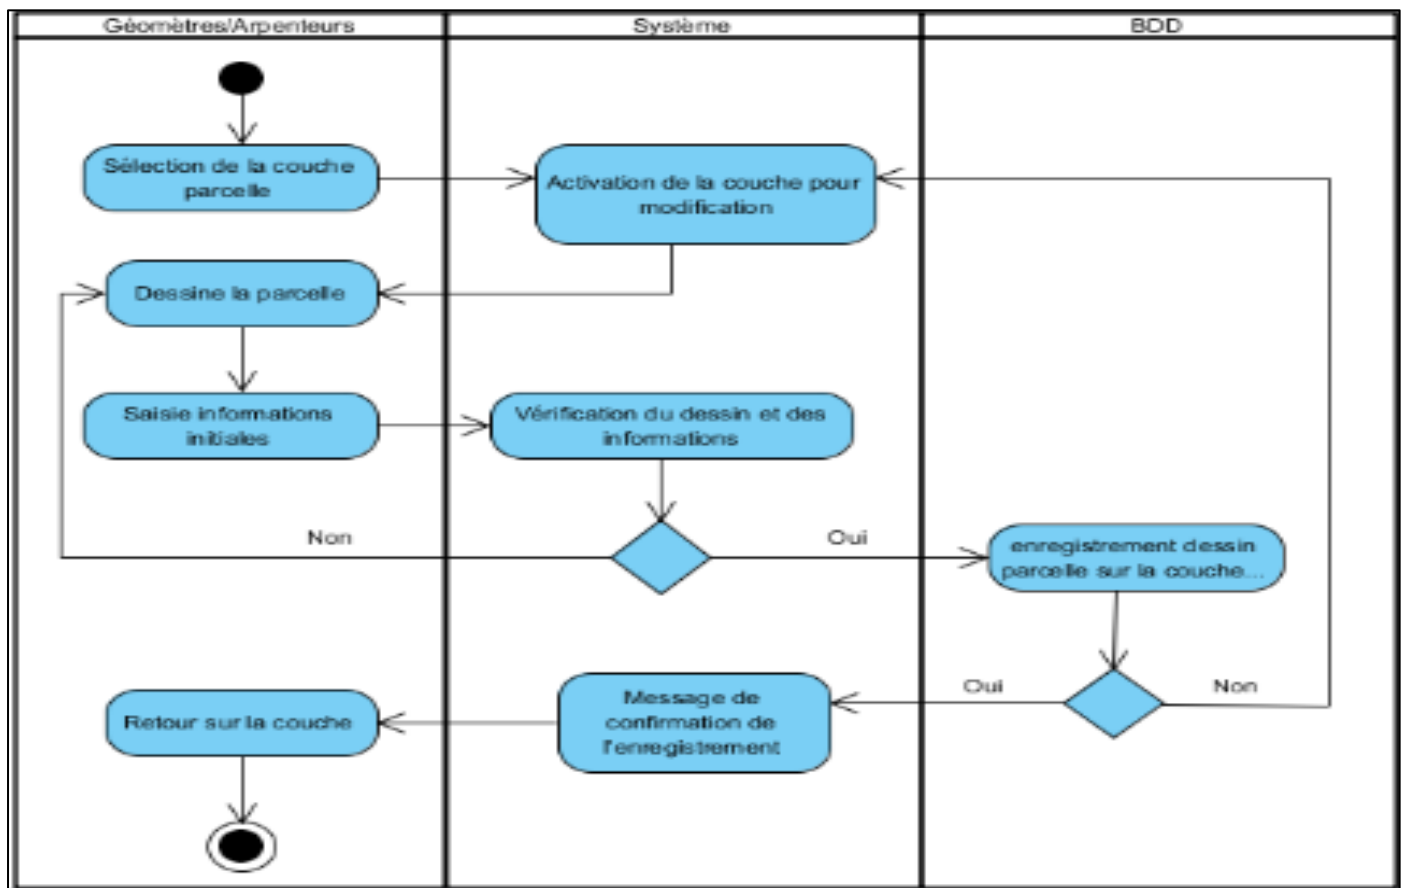 Géomètres/Arpenteurs
Système
BDD
Sélection de la couche
parcelle
Activation de la couche pour
modification
Dessine la parcelle
Saisie informations
initiales
Vérification du dessin et des
informations
Non
Oui
enregistrement dessin
parcelle sur la couche...
Oui
Non
Message de
confirmation de
l'enregistrement
Retour sur la couche